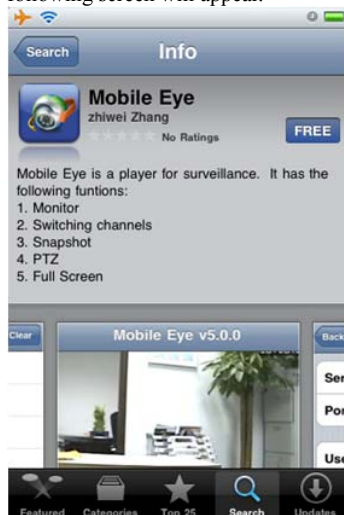 following screen will appear.
Search
Info
Mobile Eye
zhiwei Zhang
No Ratings
FREE
Mobile Eye is a player for surveillance. It has the
following funtions:
1. Monitor
2. Switching channels
3. Snapshot
4. PTZ
5. Full Screen
Clear
Mobile Eye v5.0.0
Back
Ser
Por
Use
Featured
Categories
Top 25
Search
Updates